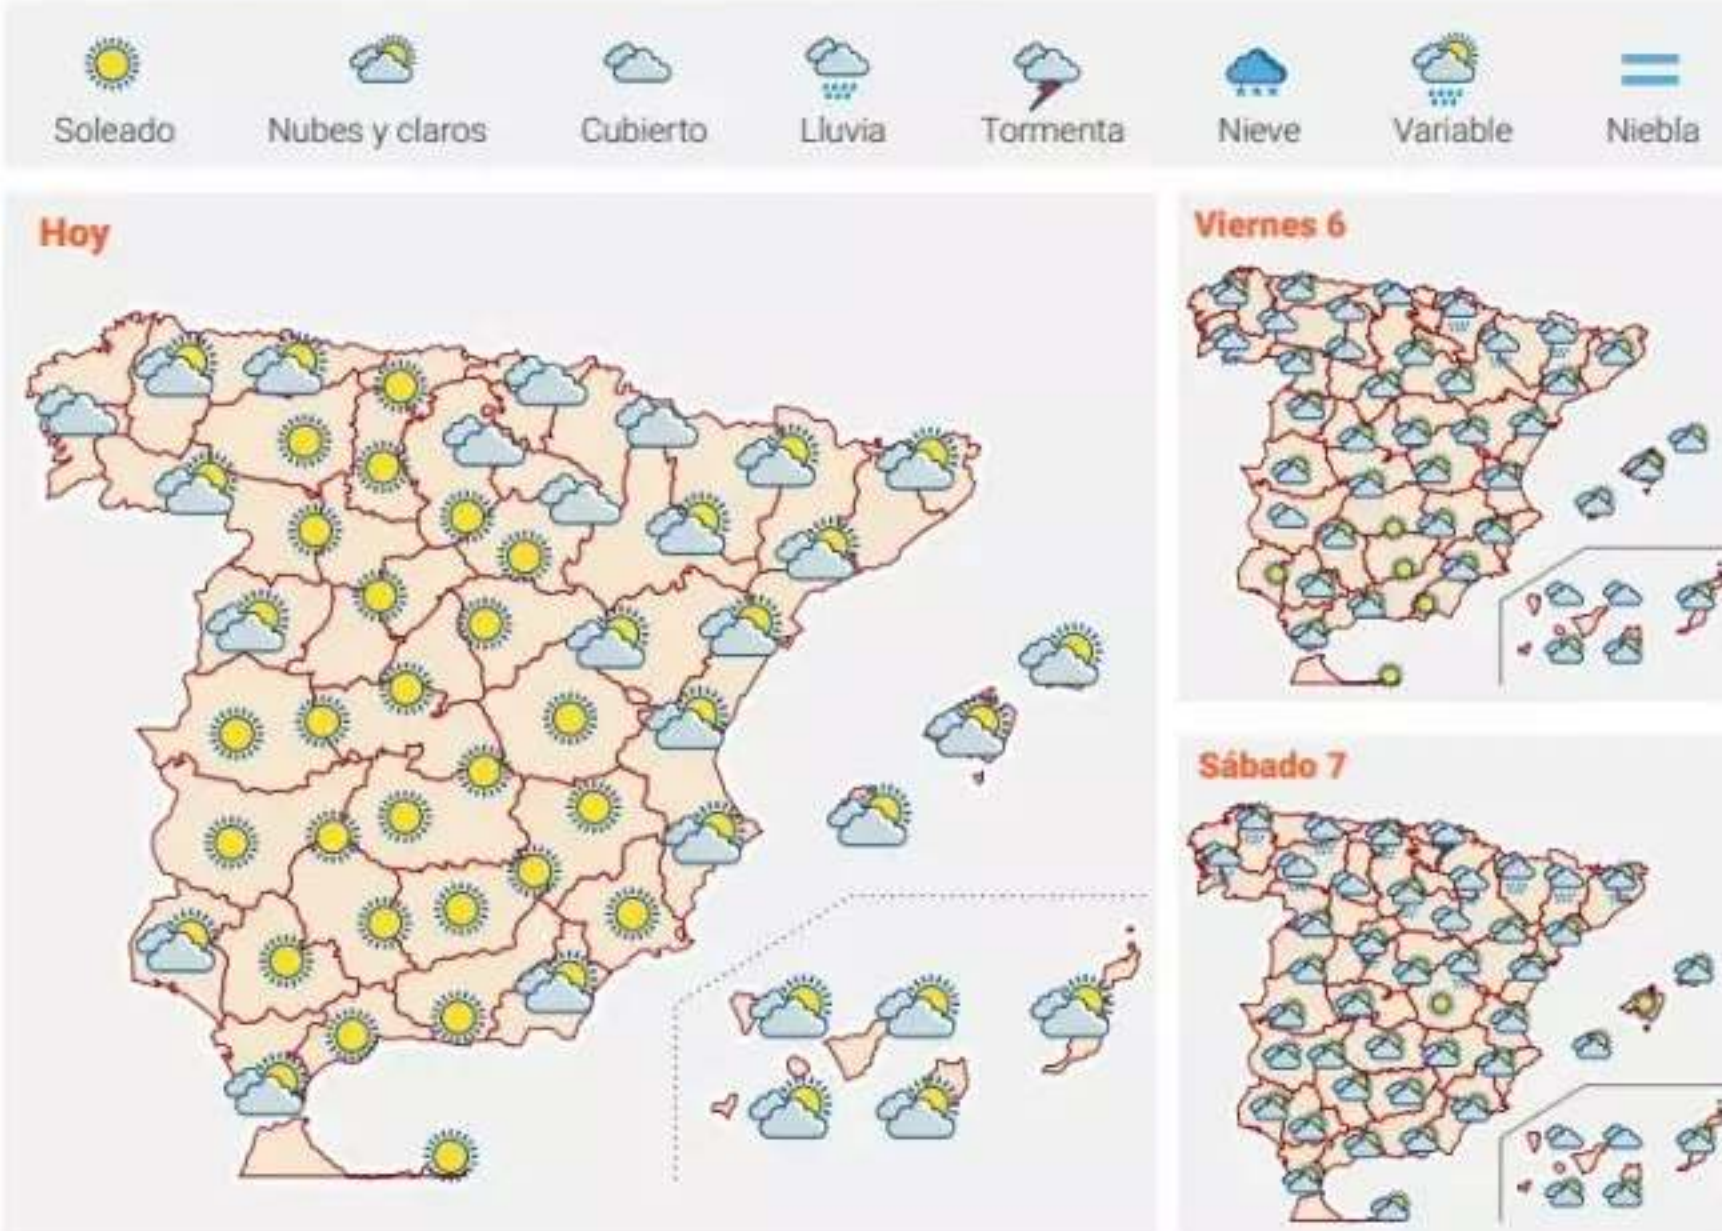 Soleado Nubes y claros Cubierto Lluvia Tormenta Nieve Variable Niebla
Hoy
Viernes 6
Sábado 7